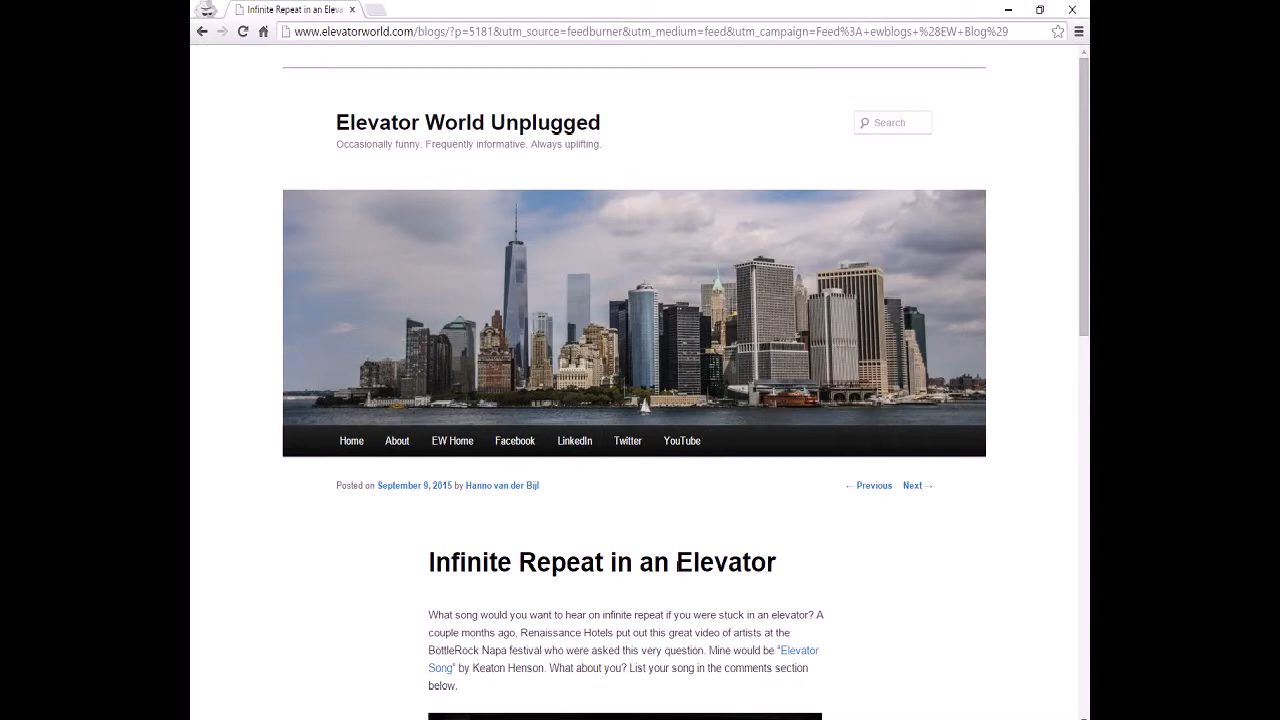 Infinite Repeat in an Eleva
www.elevatorworld.com/blogs/?p=5181&utm_source=feedburner&utm_medium=feed&utm_campaign=Feed%3A+ewblogs+%28EW+Blog%29
Elevator World Unplugged
Search
Occasionally funny. Frequently informative. Always uplifting.
Home About EW Home Facebook LinkedIn Twitter YouTube
Posted on September 9, 2015 by Hanno van der Bijl ← Previous Next →
Infinite Repeat in an Elevator
What song would you want to hear on infinite repeat if you were stuck in an elevator? A
couple months ago, Renaissance Hotels put out this great video of artists at the
BottleRock Napa festival who were asked this very question. Mine would be "Elevator
Song" by Keaton Henson. What about you? List your song in the comments section
below.